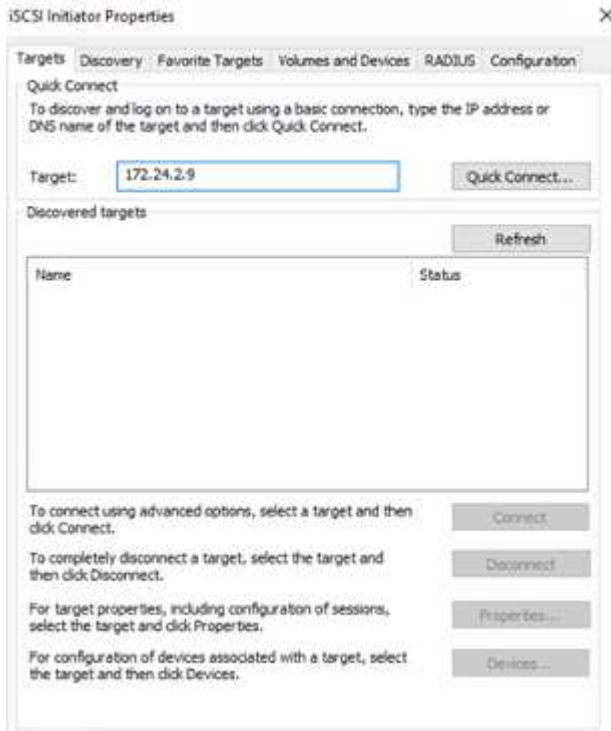 iSCSI Initiator Properties
Targets Discovery Favorite Targets Volumes and Devices RADIUS Configuration
Quick Connect
To discover and log on to a target using a basic connection, type the IP address or
DNS name of the target and then click Quick Connect.
Target: 172.24.2.9 Quick Connect...
Discovered targets
Refresh
Name Status
To connect using advanced options, select a target and then
click Connect.
Connect
To completely disconnect a target, select the target and
then click Disconnect.
Disconnect
For target properties, including configuration of sessions,
select the target and click Properties.
Properties...
For configuration of devices associated with a target, select
the target and then click Devices.
Devices...